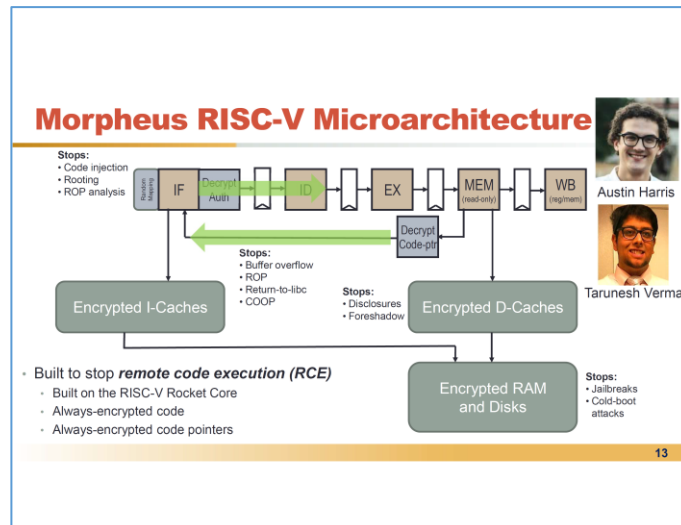 Morpheus RISC-V Microarchitecture
Stops:
• Code injection
• Rooting
• ROP analysis
Random
Mapping
IF
Decrypt
Auth
ID
EX
MEM
(read-only)
WB
(reg/mem)
Austin Harris
Decrypt
Code-ptr
Stops:
• Buffer overflow
• ROP
• Return-to-libc
• COOP
Stops:
• Disclosures
• Foreshadow
Tarunesh Verma
Encrypted I-Caches
Encrypted D-Caches
• Built to stop remote code execution (RCE)
• Built on the RISC-V Rocket Core
• Always-encrypted code
• Always-encrypted code pointers
Encrypted RAM
and Disks
Stops:
• Jailbreaks
• Cold-boot
attacks
13